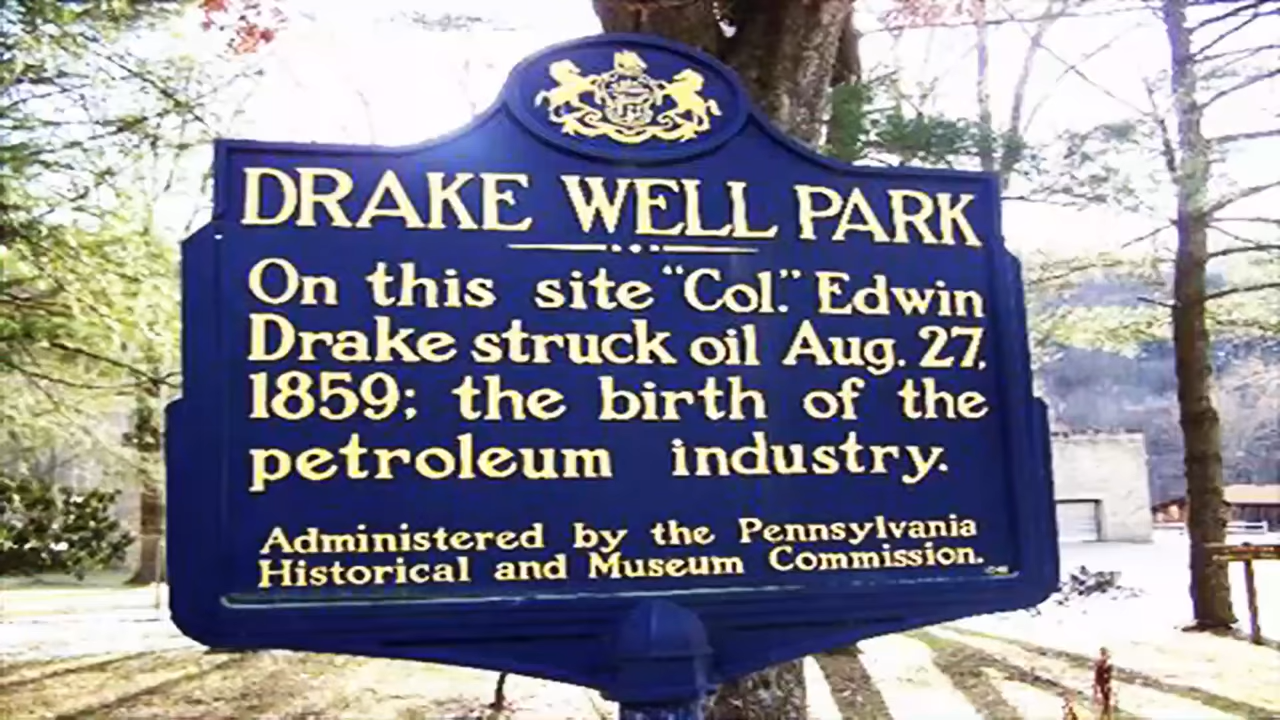 DRAKE WELL PARK
On this site "Col." Edwin
Drake struck oil Aug. 27,
1859; the birth of the
petroleum industry.
Administered by the Pennsylvania
Historical and Museum Commission.